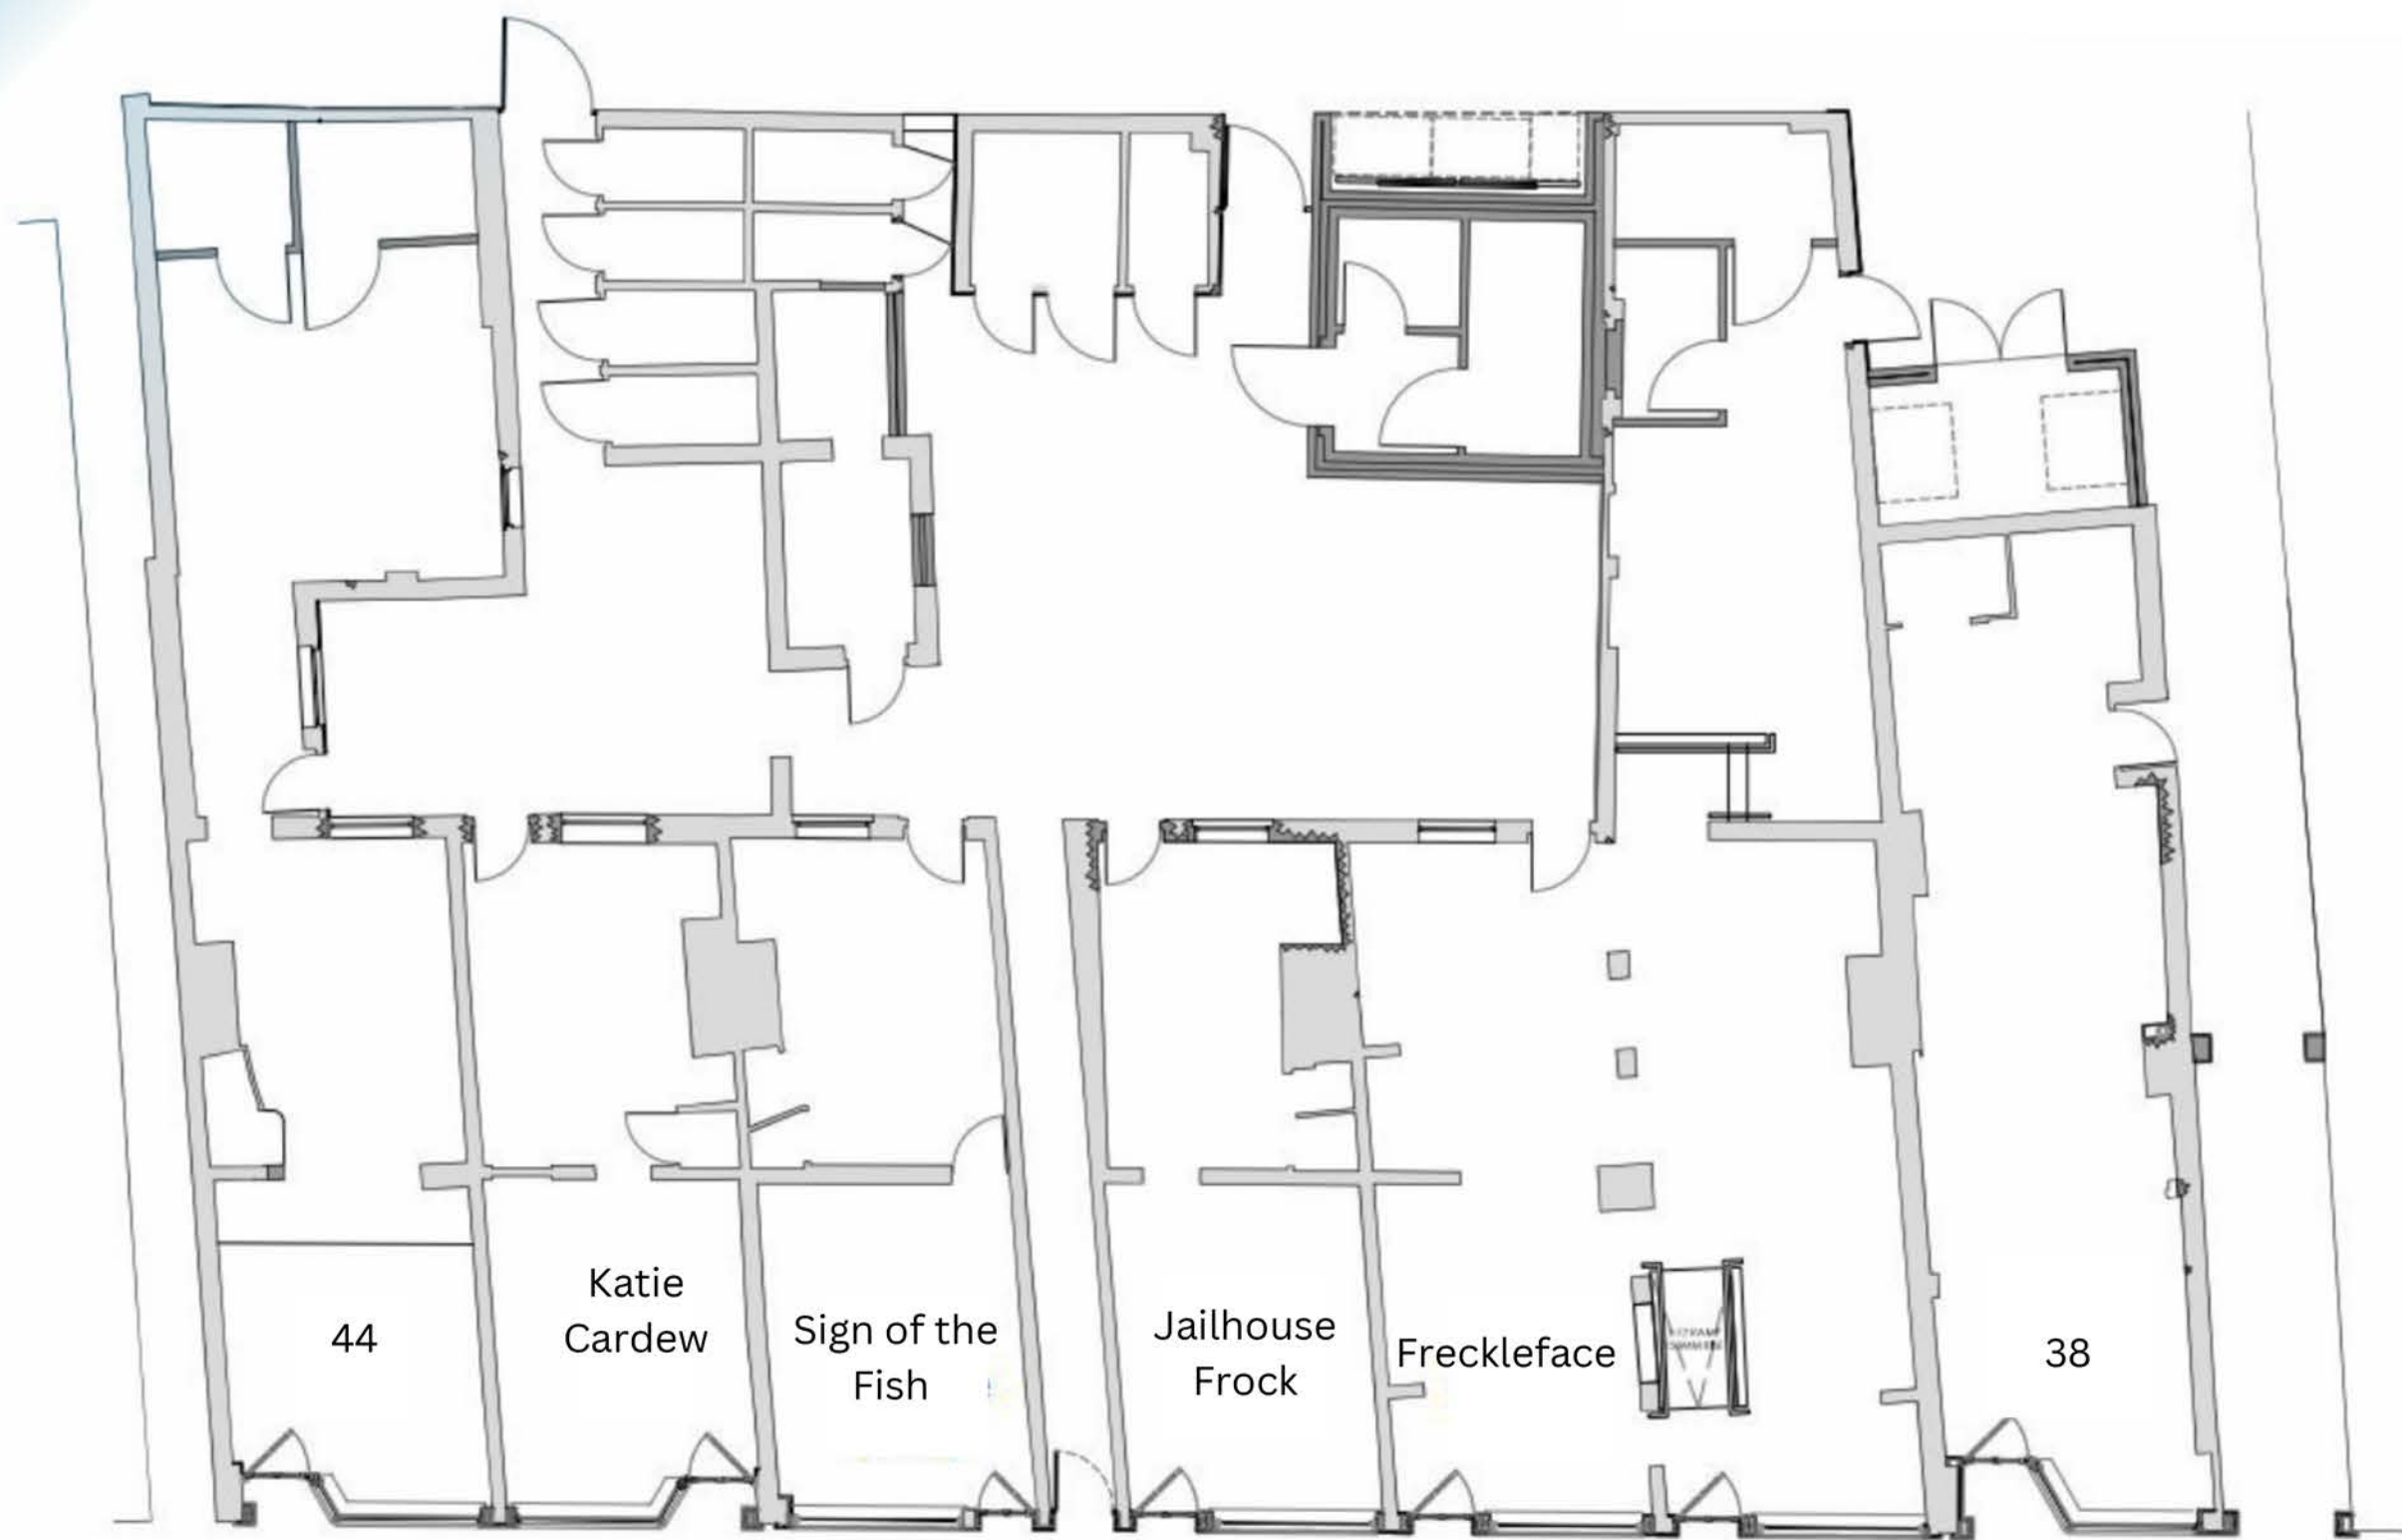 44
Katie
Cardew
Sign of the
Fish
Jailhouse
Frock
Freckleface
38